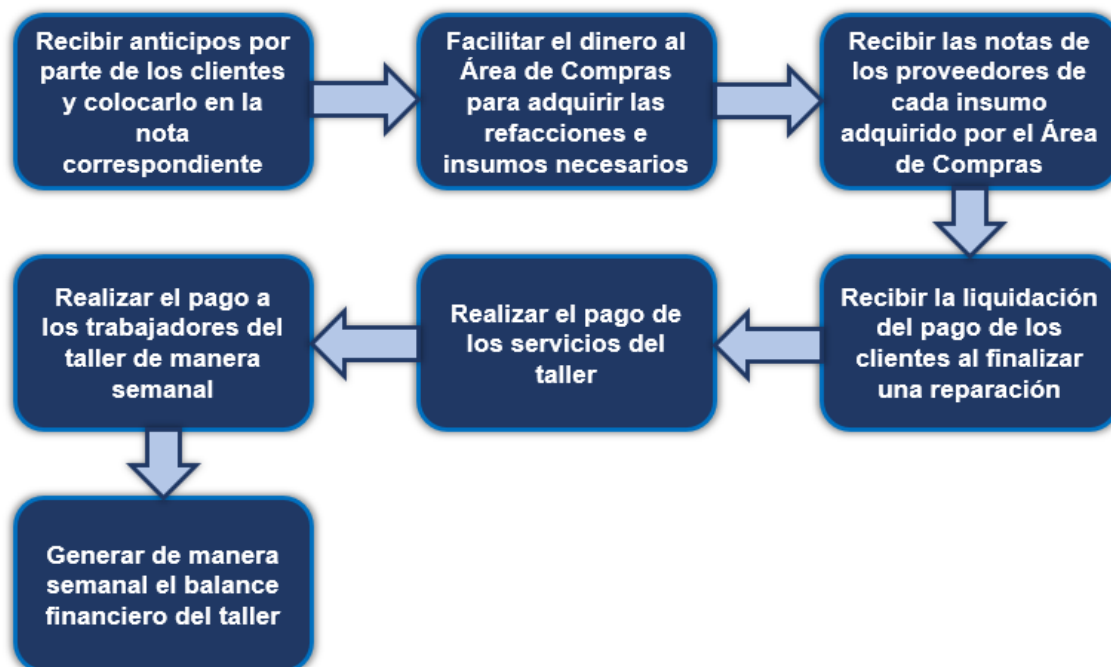 Recibir anticipos por
parte de los clientes
y colocarlo en la
nota
correspondiente
Facilitar el dinero al
Área de Compras
para adquirir las
refacciones e
insumos necesarios
Recibir las notas de
los proveedores de
cada insumo
adquirido por el Área
de Compras
Recibir la liquidación
del pago de los
clientes al finalizar
una reparación
Realizar el pago de
los servicios del
taller
Realizar el pago a
los trabajadores del
taller de manera
semanal
Generar de manera
semanal el balance
financiero del taller